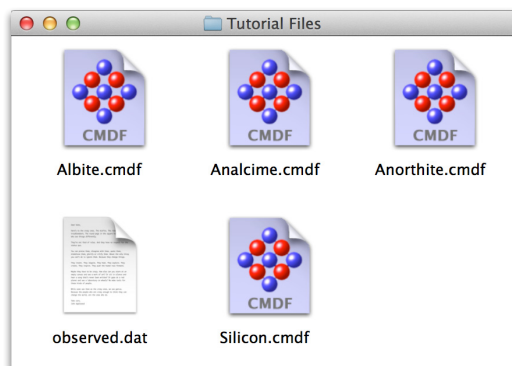 Tutorial Files
CMDF
CMDF
CMDF
Albite.cmdf
Analcime.cmdf
Anorthite.cmdf
CMDF
observed.dat
Silicon.cmdf